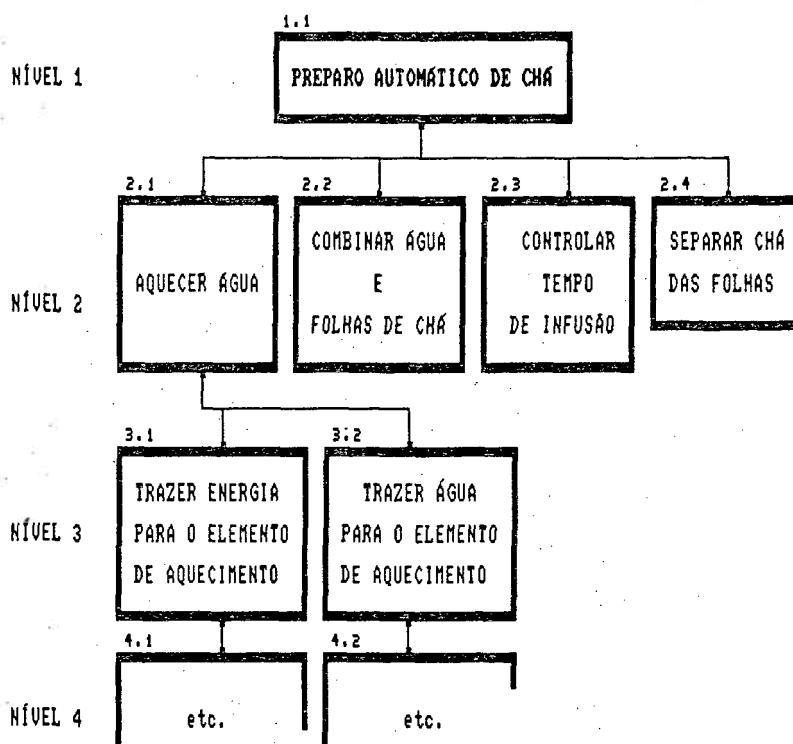 1.1
NÍVEL 1
PREPARO AUTOMÁTICO DE CHÁ
2.1
2.2
2.3
2.4
NÍVEL 2
AQUECER ÁGUA
COMBINAR ÁGUA
E
FOLHAS DE CHÁ
CONTROLAR
TEMPO
DE INFUSÃO
SEPARAR CHÁ
DAS FOLHAS
3.1
3.2
NÍVEL 3
TRAZER ENERGIA
PARA O ELEMENTO
DE AQUECIMENTO
TRAZER ÁGUA
PARA O ELEMENTO
DE AQUECIMENTO
4.1
4.2
NÍVEL 4
etc.
etc.